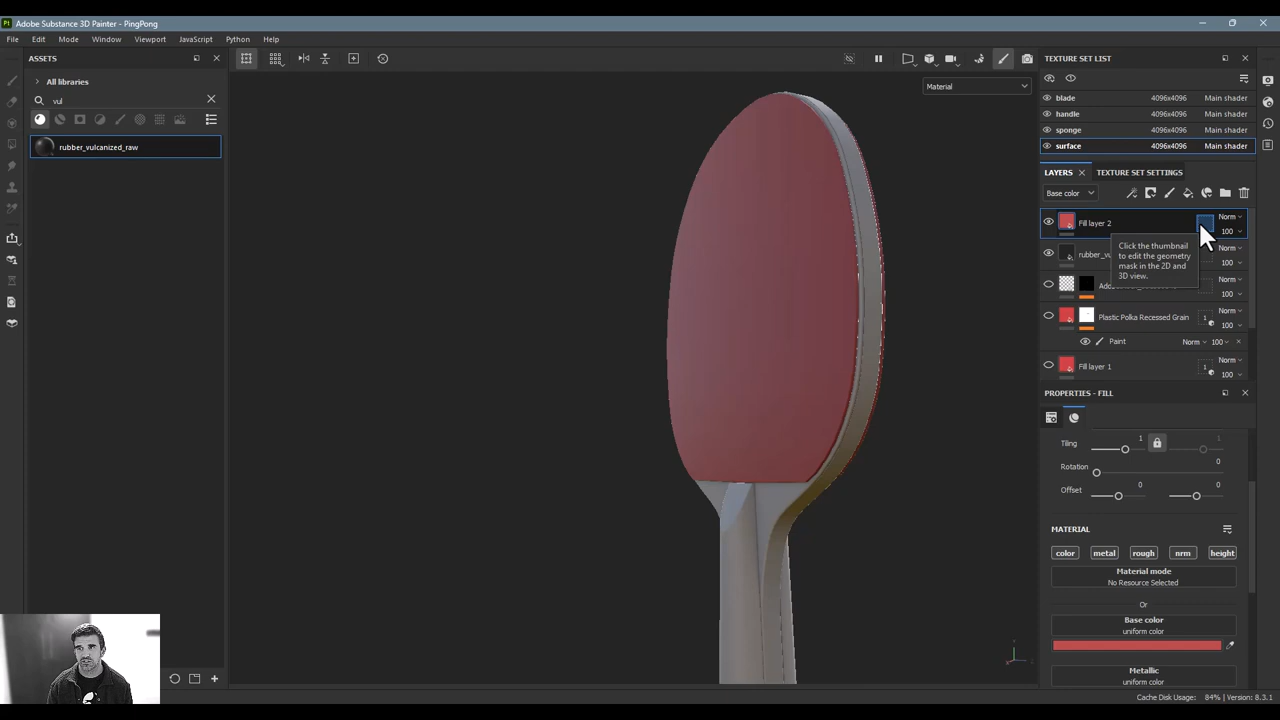 Pt Adobe Substance 3D Painter - PingPong
File Edit Mode Window Viewport JavaScript Python Help
ASSETS
All libraries
vul
rubber_vulcanized_raw
Material
TEXTURE SET LIST
blade 4096x4096 Main shader
handle 4096x4096 Main shader
sponge 4096x4096 Main shader
surface 4096x4096 Main shader
LAYERS TEXTURE SET SETTINGS
Base color
Fill layer 2 Norm
100
rubber_vu Norm
100
Click the thumbnail
to edit the geometry
mask in the 2D and
3D view.
Norm
100
Plastic Polka Recessed Grain 1 Norm
100
Paint Norm 100
Fill layer 1 1 Norm
100
PROPERTIES - FILL
Tiling 1 1
Rotation 0
Offset 0 0
MATERIAL
color metal rough nrm height
Material mode
No Resource Selected
Or
Base color
uniform color
Metallic
uniform color
Cache Disk Usage: 84% | Version: 8.3.1